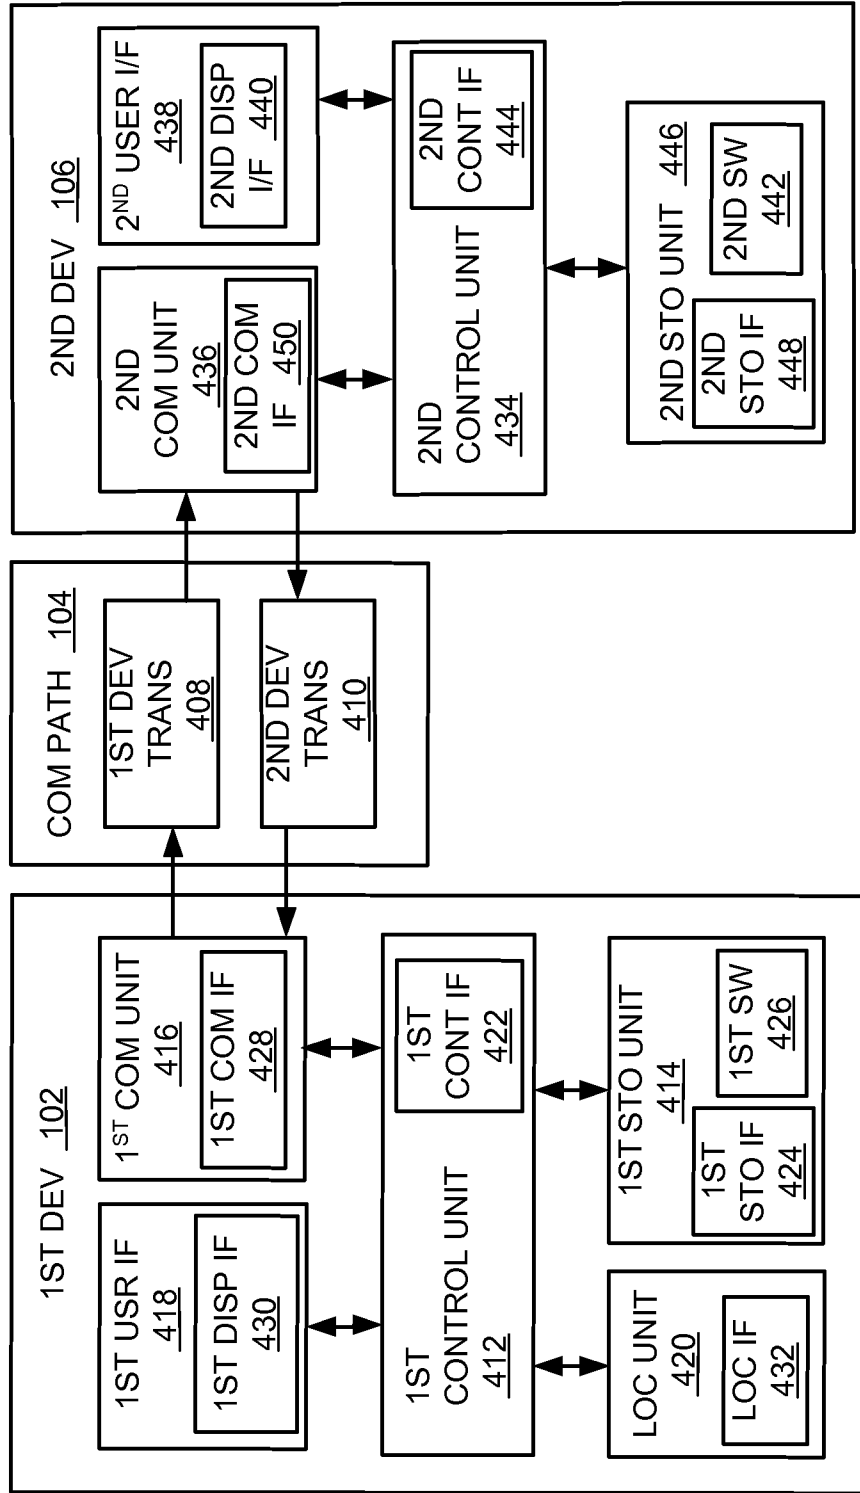 1ST DEV 102
1ST USR IF
418
1ST DISP IF
430
1ST COM UNIT
416
1ST COM IF
428
1ST
CONTROL UNIT
412
1ST
CONT IF
422
LOC UNIT
420
LOC IF
432
1ST STO UNIT
414
1ST
STO IF
424
1ST SW
426
COM PATH 104
1ST DEV
TRANS
408
2ND DEV
TRANS
410
2ND DEV 106
2ND
COM UNIT
436
2ND COM
IF 450
2ND USER I/F
438
2ND DISP
I/F 440
2ND
CONTROL UNIT
434
2ND
CONT IF
444
2ND STO UNIT 446
2ND
STO IF
448
2ND SW
442